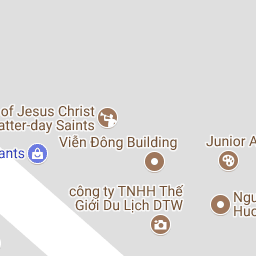 of Jesus Christ
atter-day Saints
ants
Viễn Đông Building
Junior A
công ty TNHH Thế
Giới Du Lịch DTW
Ngu
Huo